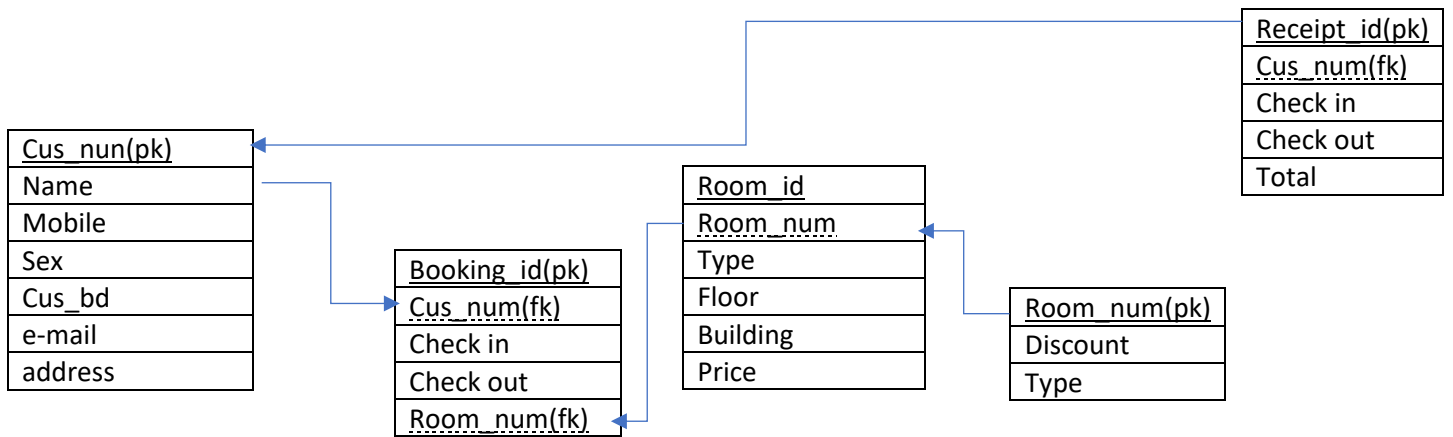 Cus_nun(pk)
Name
Mobile
Sex
Cus_bd
e-mail
address
Booking_id(pk)
Cus_num(fk)
Check in
Check out
Room_num(fk)
Room_id
Room_num
Type
Floor
Building
Price
Room_num(pk)
Discount
Type
Receipt_id(pk)
Cus_num(fk)
Check in
Check out
Total